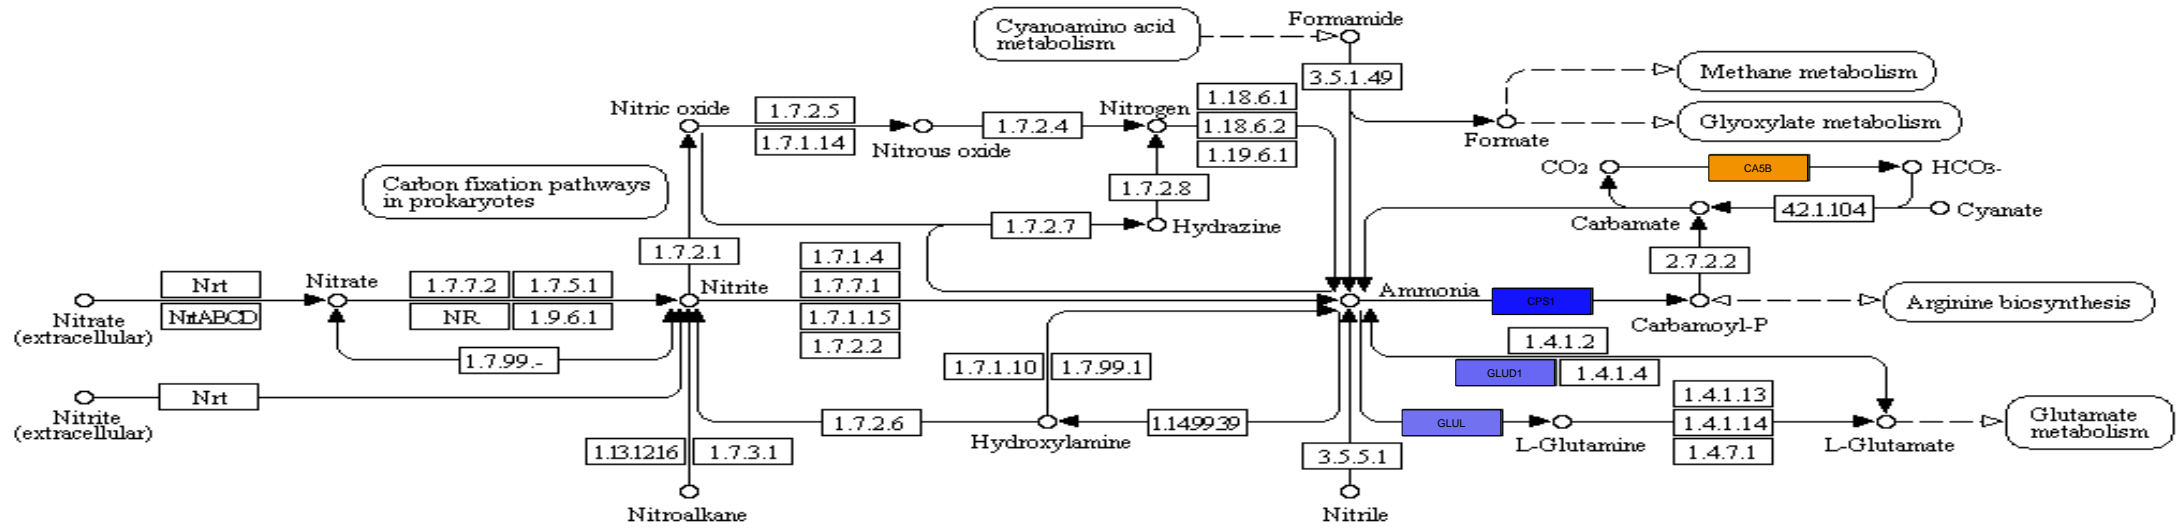 Cyanoamino acid
metabolism
Formamide
3.5.1.49
Methane metabolism
Glyoxylate metabolism
Formate
Nitric oxide
1.7.2.5
1.7.1.14
Nitrous oxide
1.7.2.4
Nitrogen
1.18.6.1
1.18.6.2
1.19.6.1
1.7.2.8
CO2
CA5B
HCO3-
Carbon fixation pathways
in prokaryotes
1.7.2.7
Hydrazine
Carbamate
4.2.1.104
Cyanate
1.7.2.1
2.7.2.2
Nrt
NrtABCD
Nitrate
(extracellular)
Nitrate
1.7.7.2
1.7.5.1
NR
1.9.6.1
1.7.99.-
Nitrite
1.7.1.4
1.7.7.1
1.7.1.15
1.7.2.2
Ammonia
CPS1
Carbamoyl-P
Arginine biosynthesis
1.4.1.2
GLUD1
1.4.1.4
1.7.1.10
1.7.99.1
Nrt
Nitrite
(extracellular)
1.7.2.6
Hydroxylamine
1.14.99.39
GLUL
L-Glutamine
1.4.1.13
1.4.1.14
1.4.7.1
L-Glutamate
Glutamate
metabolism
1.13.12.16
1.7.3.1
3.5.5.1
Nitroalkane
Nitrile